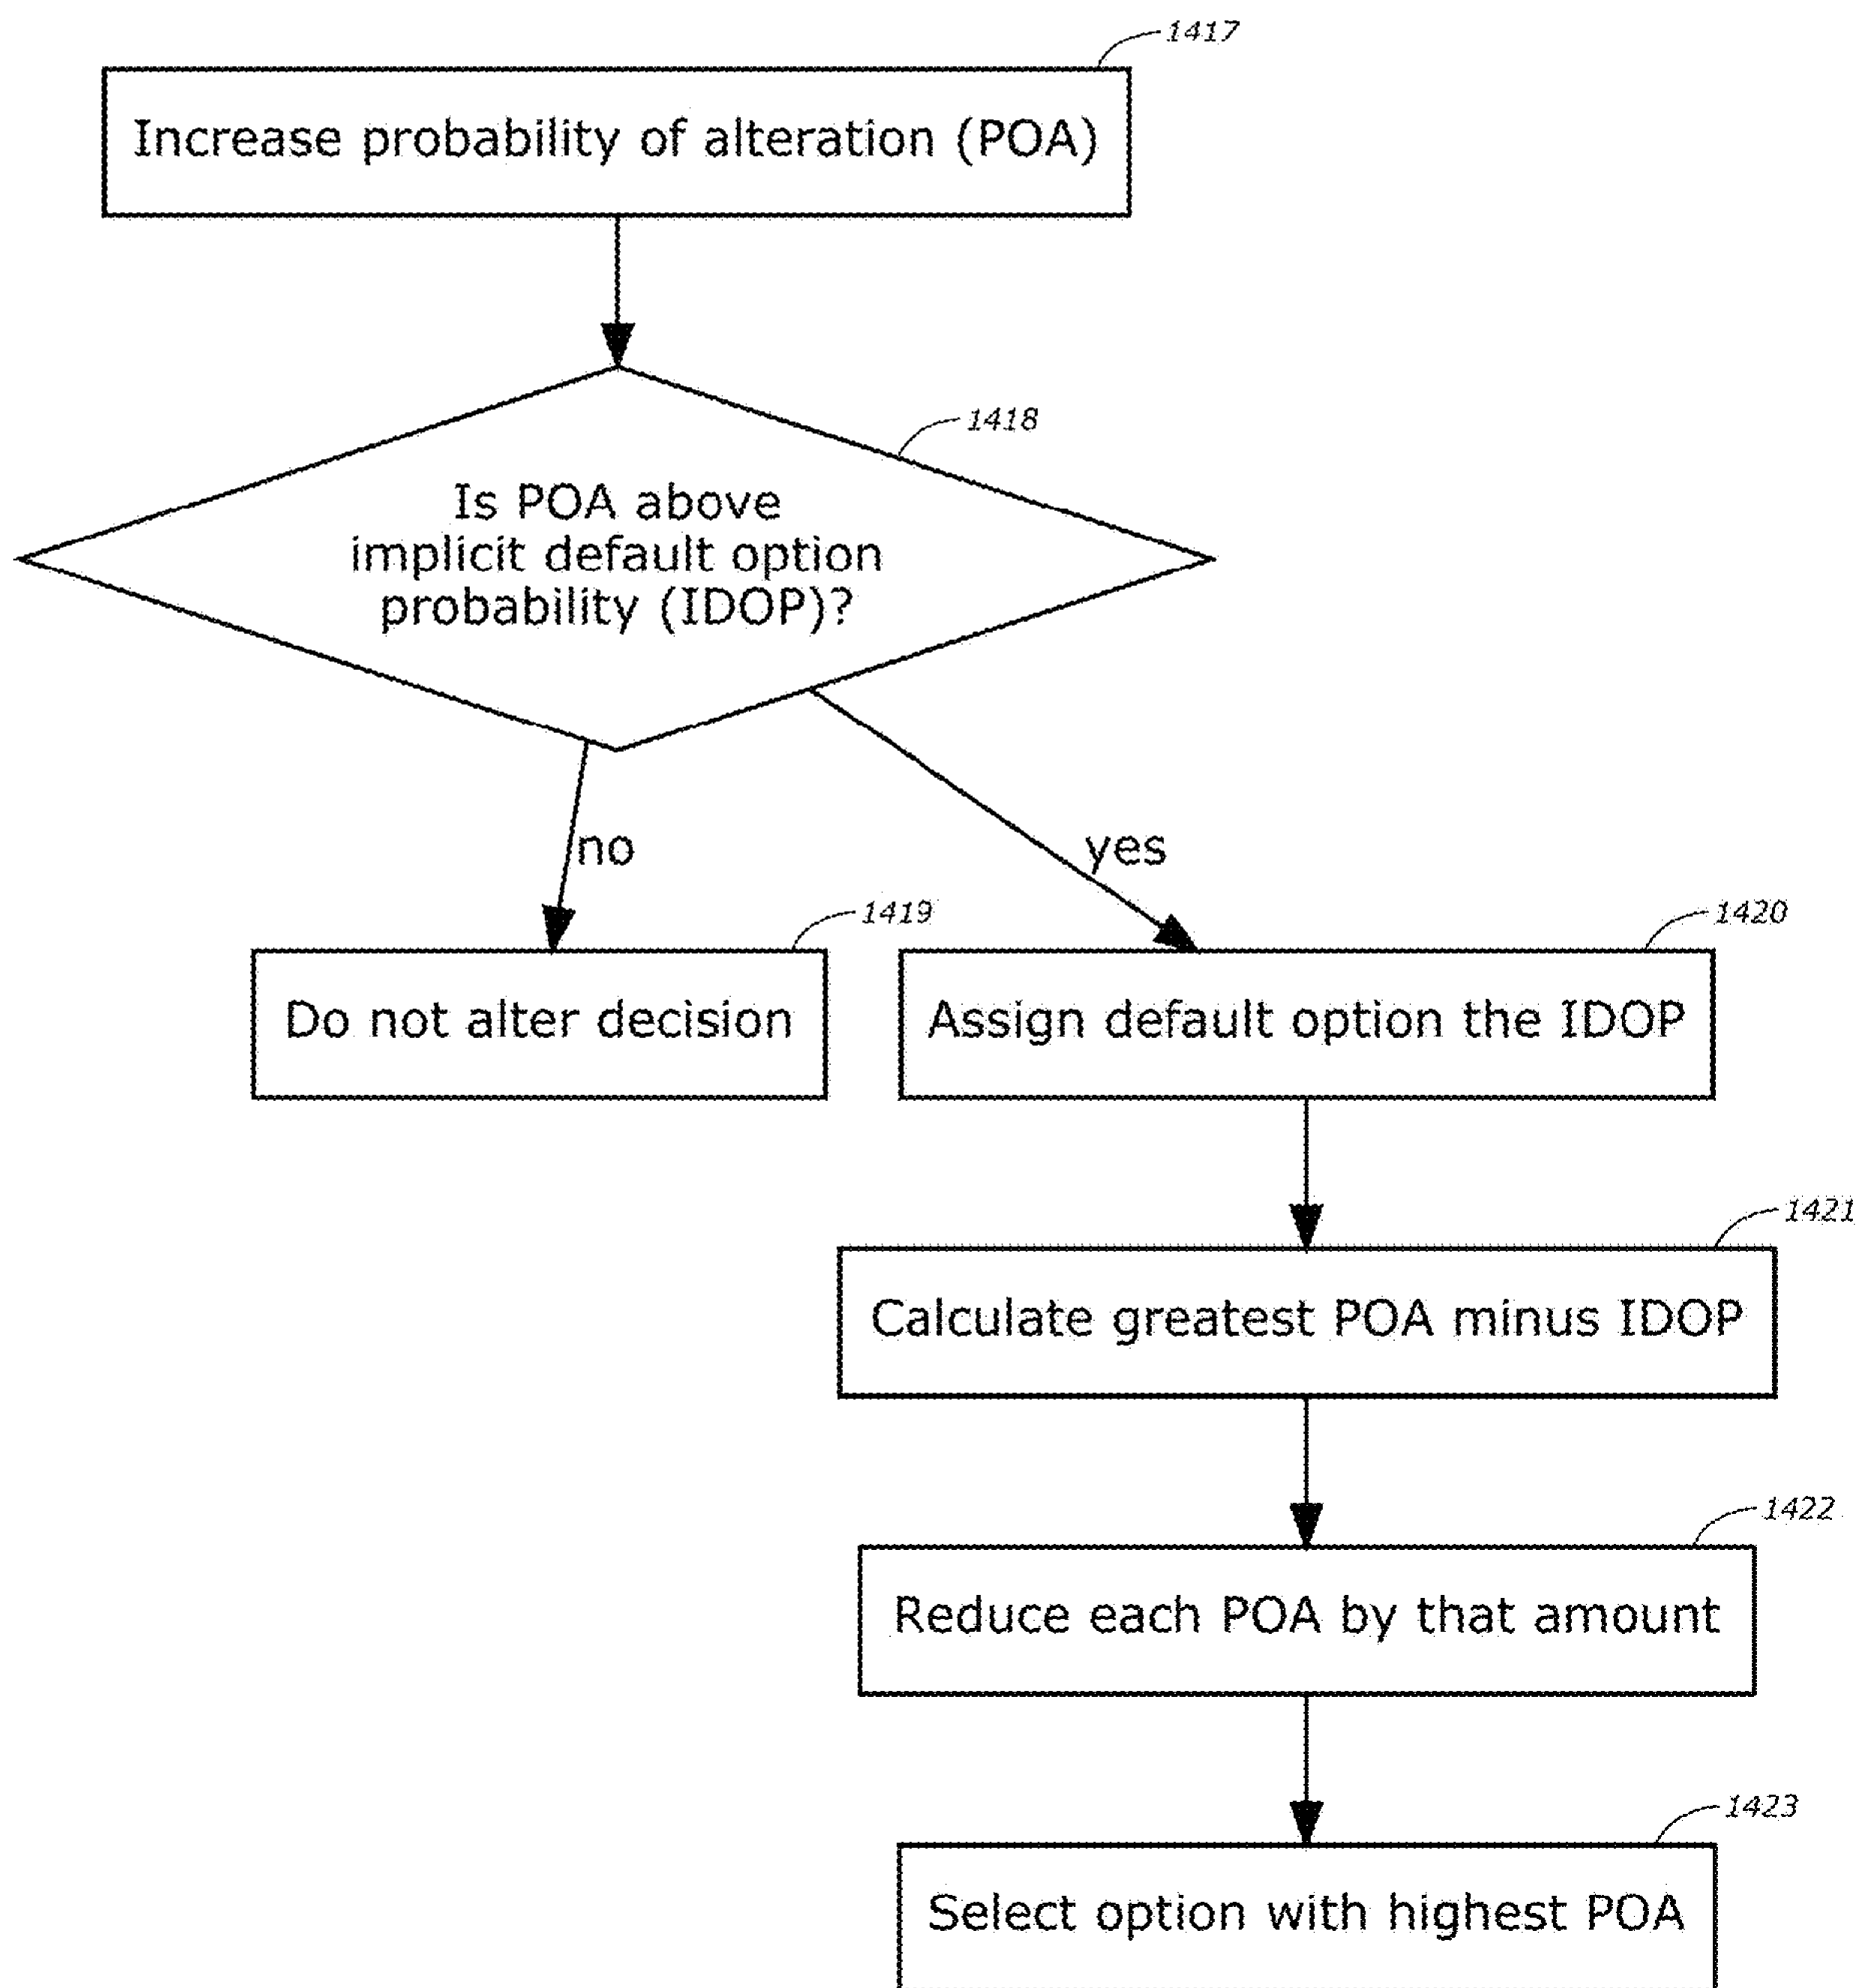 1417
Increase probability of alteration (POA)
1418
Is POA above
implicit default option
probability (IDOP)?
no
yes
1419
1420
Do not alter decision
Assign default option the IDOP
1421
Calculate greatest POA minus IDOP
1422
Reduce each POA by that amount
1423
Select option with highest POA